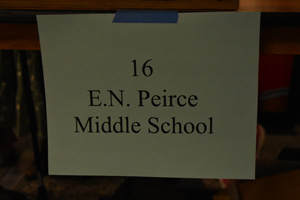 16
E.N. Peirce
Middle School